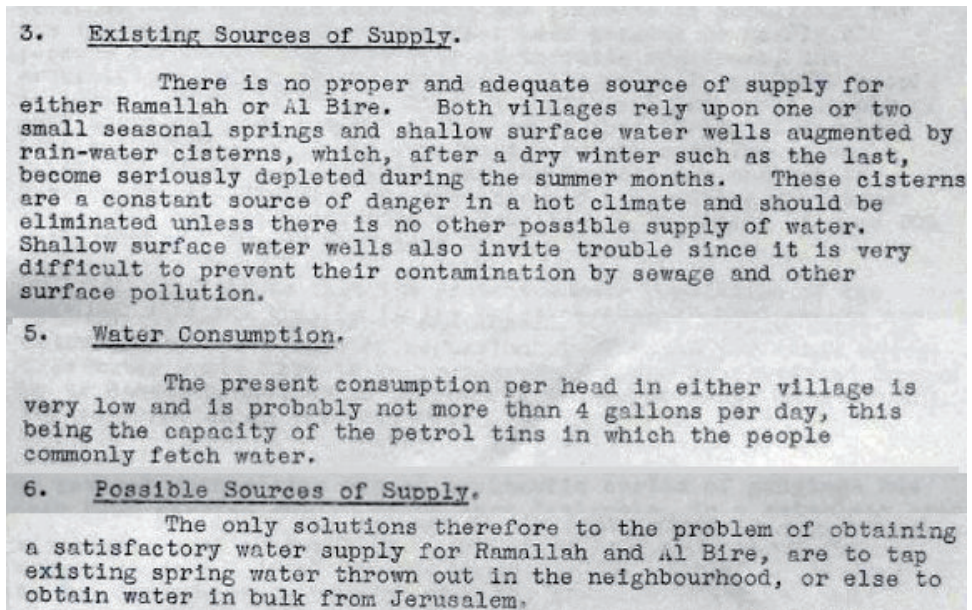 3. Existing Sources of Supply.
There is no proper and adequate source of supply for
either Ramallah or Al Bire. Both villages rely upon one or two
small seasonal springs and shallow surface water wells augmented by
rain-water cisterns, which, after a dry winter such as the last,
become seriously depleted during the summer months. These cisterns
are a constant source of danger in a hot climate and should be
eliminated unless there is no other possible supply of water.
Shallow surface water wells also invite trouble since it is very
difficult to prevent their contamination by sewage and other
surface pollution.
5. Water Consumption.
The present consumption per head in either village is
very low and is probably not more than 4 gallons per day, this
being the capacity of the petrol tins in which the people
commonly fetch water.
6. Possible Sources of Supply.
The only solutions therefore to the problem of obtaining
a satisfactory water supply for Ramallah and Al Bire, are to tap
existing spring water thrown out in the neighbourhood, or else to
obtain water in bulk from Jerusalem.